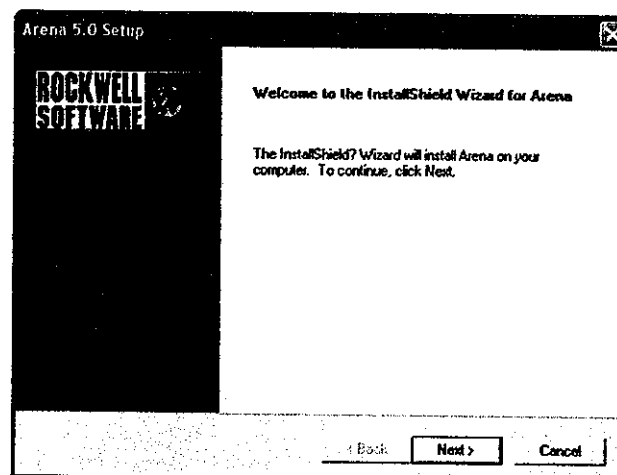 Arena 5.0 Setup
ROCKWELL
SOFTWARE
Welcome to the InstallShield Wizard for Arena
The InstallShield? Wizard will install Arena on your
computer. To continue, click Next.
< Back
Next >
Cancel